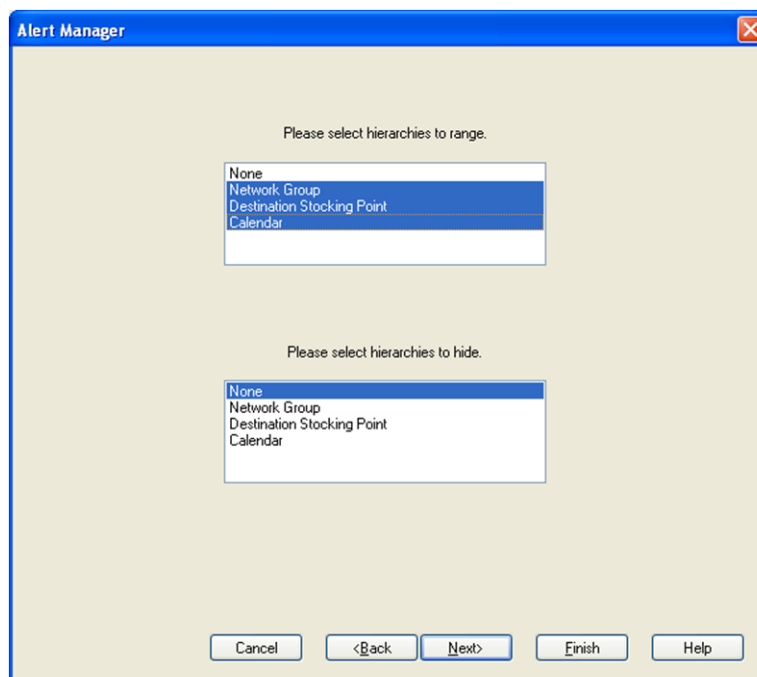 Alert Manager
Please select hierarchies to range.
None
Network Group
Destination Stocking Point
Calendar
Please select hierarchies to hide.
None
Network Group
Destination Stocking Point
Calendar
Cancel
<Back
Next>
Finish
Help